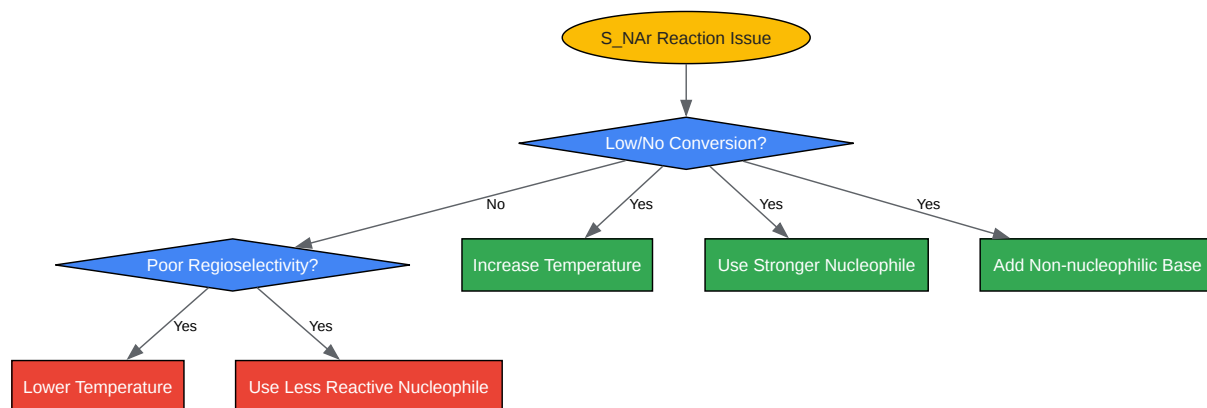 S_NAr Reaction Issue
Low/No Conversion?
No
Yes
Yes
Yes
Poor Regioselectivity?
Increase Temperature
Use Stronger Nucleophile
Add Non-nucleophilic Base
Yes
Yes
Lower Temperature
Use Less Reactive Nucleophile